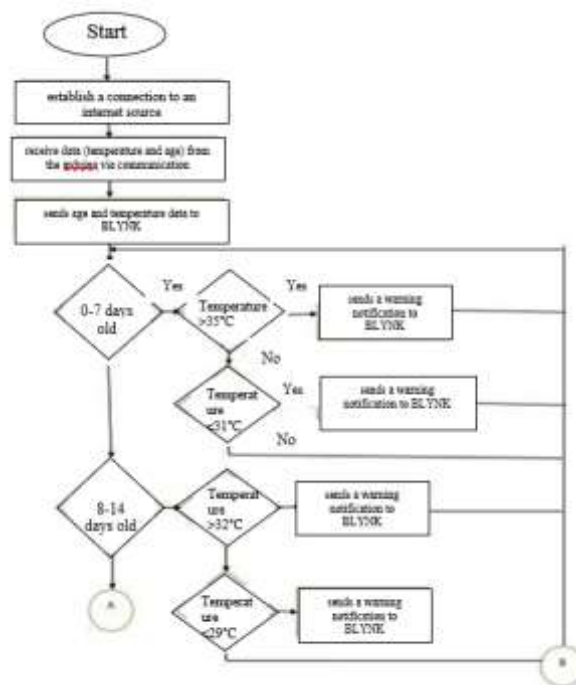 Start
establish a connection to an
internet source
receive data (temperature and age) from
the arduino via communication
sends age and temperature data to
BLYNK
0-7 days
old
Yes
Temperature
>35°C
Yes
sends a warning
notification to
BLYNK
No
Temperat
ure
<31°C
Yes
sends a warning
notification to BLYNK
No
8-14
days old
Temperat
ure
>32°C
sends a warning
notification to
BLYNK
A
Temperat
ure
<29°C
sends a warning
notification to
BLYNK
B